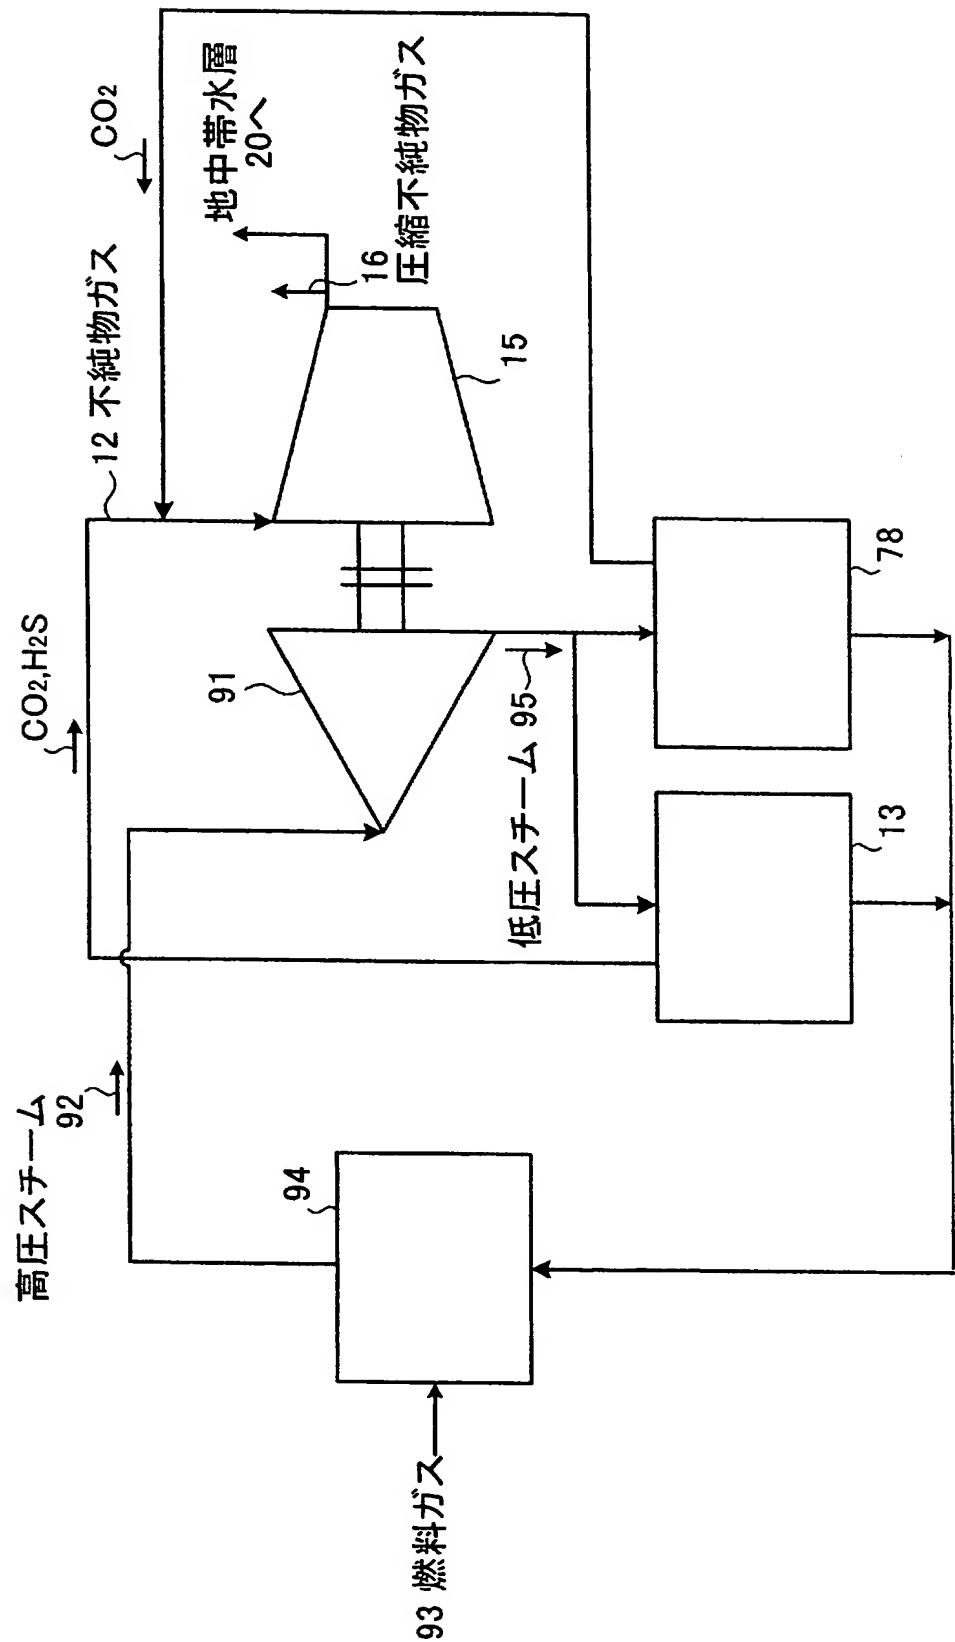 高圧スチーム
92
CO2,H2S
12 不純物ガス
CO2
地中帯水層
20へ
16
圧縮不純物ガス
15
91
低圧スチーム 95
94
93 燃料ガス
13
78